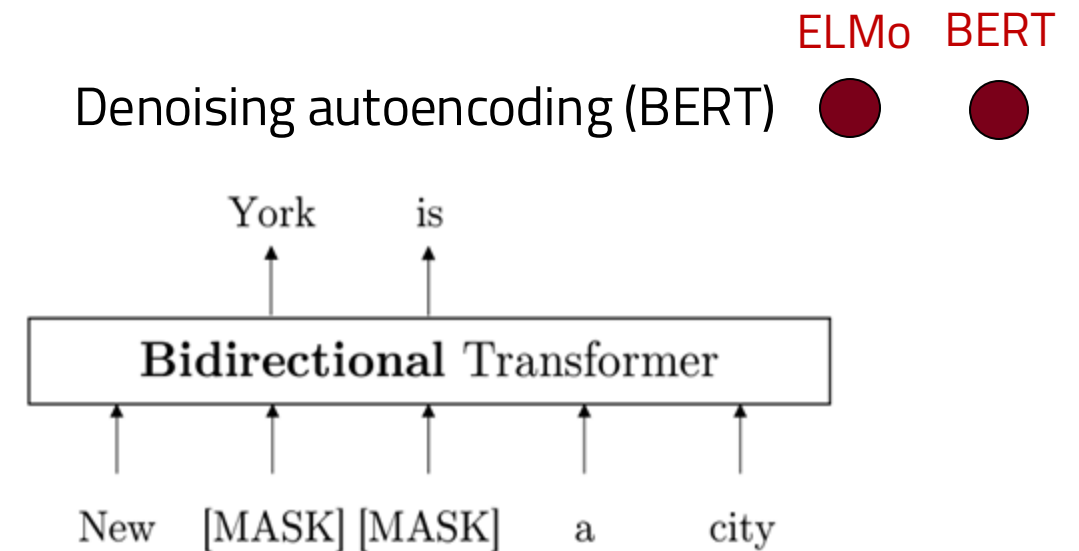 ELMo BERT
Denoising autoencoding (BERT)
York is
Bidirectional Transformer
New [MASK] [MASK] a city